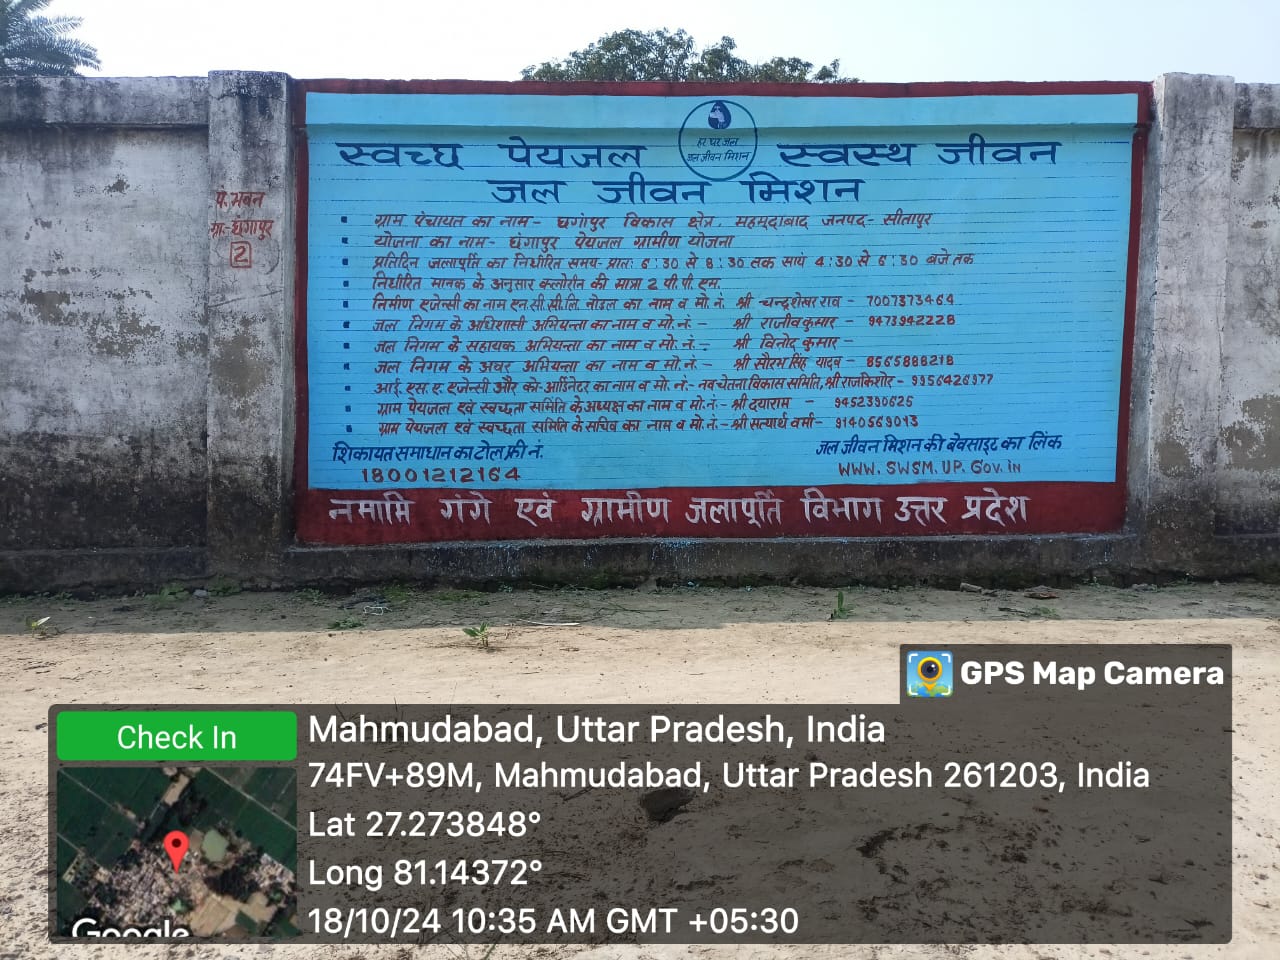 हर घर जल
जल जीवन मिशन
स्वच्छ पेयजल स्वस्थ जीवन
जल जीवन मिशन
ग्राम पंचायत का नाम- घगांपुर विकास क्षेत्र, महमूदाबाद जनपद- सीतापुर
योजना का नाम- घंगापुर पेयजल ग्रामीण योजना
प्रतिदिन जलापूर्ति का निर्धारित समय- प्रातः 6:30 से 8:30 तक सायं 4:30 से 6:30 बजे तक
निर्धारित मानक के अनुसार क्लोरीन की मात्रा 2 पी. पी. एम.
निर्माण एजेन्सी का नाम एन. सी. सी. लि. नोडल का नाम व मो. नं. श्री चन्द्रशेखर राव - 7007373464
जल निगम के अधिशासी अभियन्ता का नाम व मो. नं. - श्री राजीव कुमार - 9473942228
जल निगम के सहायक अभियन्ता का नाम व मो. नं. - श्री विनोद कुमार -
जल निगम के अवर अभियन्ता का नाम व मो. नं. - श्री सौरभ सिंह यादव - 8565888218
आई. एस. ए. एजेन्सी और को-आर्डिनेटर का नाम व मो. नं.- नव चेतना विकास समिति, श्री राजकिशोर - 9956426977
ग्राम पेयजल एवं स्वच्छता समिति के अध्यक्ष का नाम व मो. नं.- श्री दयाराम - 9452390625
ग्राम पेयजल एवं स्वच्छता समिति के सचिव का नाम व मो. नं.- श्री सत्यार्थ वर्मा- 9140569013
शिकायत समाधान का टोल फ्री नं.
18001212164
जल जीवन मिशन की बेवसाइट का लिंक
WWW.SWSM.UP.Gov.in
नमामि गंगे एवं ग्रामीण जलापूर्ति विभाग उत्तर प्रदेश
पं. भवन
ग्रा.- घंगापुर
2
GPS Map Camera
Check In
Mahmudabad, Uttar Pradesh, India
74FV+89M, Mahmudabad, Uttar Pradesh 261203, India
Lat 27.273848°
Long 81.14372°
18/10/24 10:35 AM GMT +05:30
Google